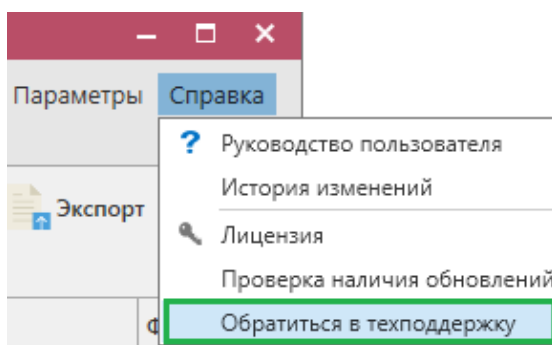 Параметры Справка
Руководство пользователя
История изменений
Экспорт
Лицензия
Проверка наличия обновлений
Обратиться в техподдержку